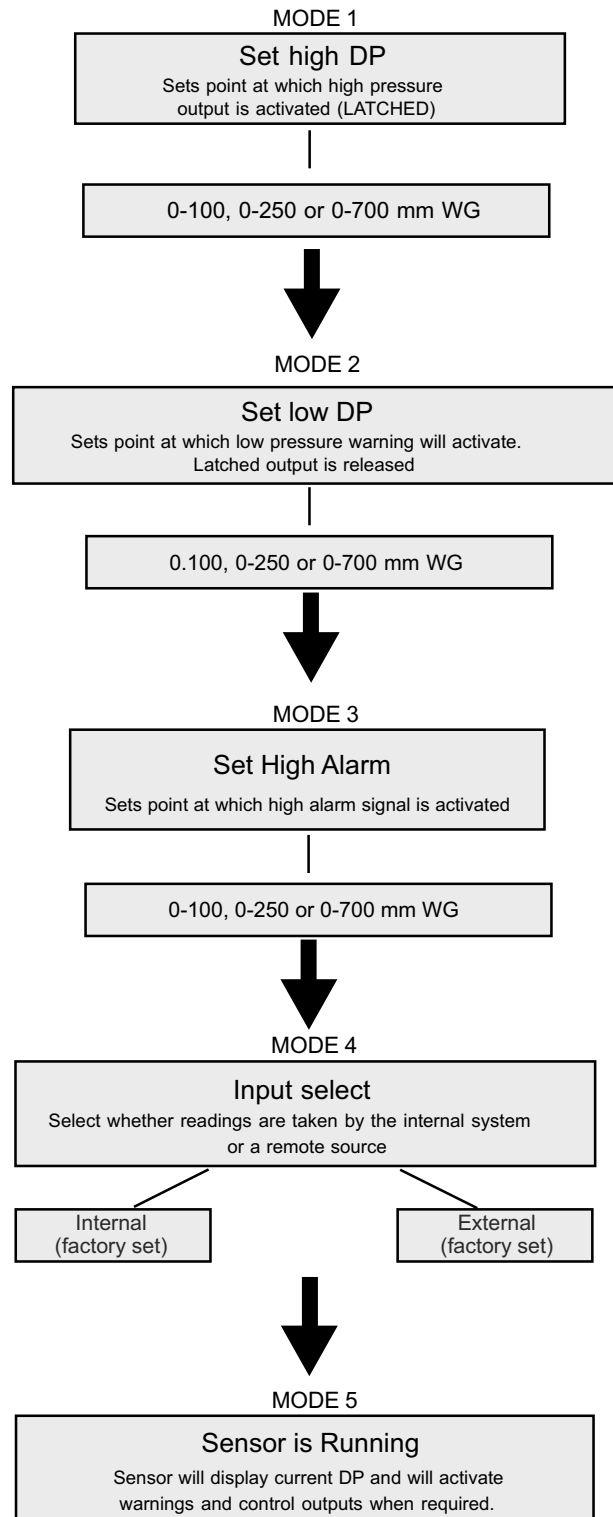 MODE 1
Set high DP
Sets point at which high pressure
output is activated (LATCHED)
0-100, 0-250 or 0-700 mm WG
MODE 2
Set low DP
Sets point at which low pressure warning will activate.
Latched output is released
0.100, 0-250 or 0-700 mm WG
MODE 3
Set High Alarm
Sets point at which high alarm signal is activated
0-100, 0-250 or 0-700 mm WG
MODE 4
Input select
Select whether readings are taken by the internal system
or a remote source
Internal
(factory set)
External
(factory set)
MODE 5
Sensor is Running
Sensor will display current DP and will activate
warnings and control outputs when required.